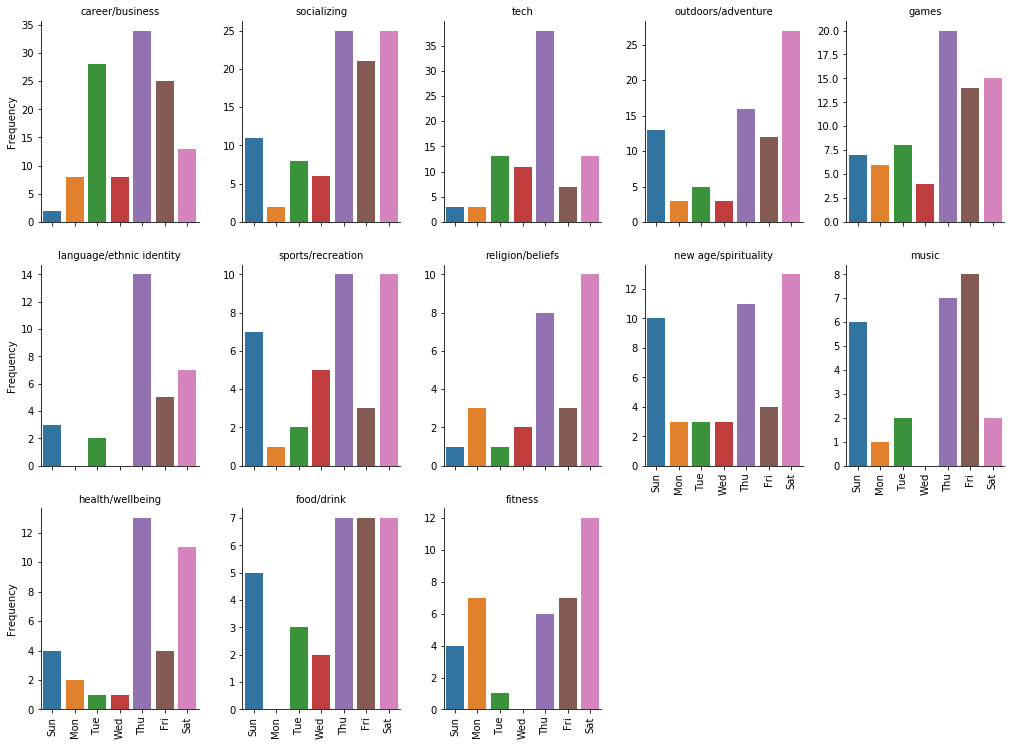 career/business socializing tech outdoors/adventure games
Frequency
35 30 25 20 15 10 5 0
25 20 15 10 5 0
35 30 25 20 15 10 5 0
25 20 15 10 5 0
20.0 17.5 15.0 12.5 10.0 7.5 5.0 2.5 0.0
language/ethnic identity sports/recreation religion/beliefs new age/spirituality music
Frequency
14 12 10 8 6 4 2 0
10 8 6 4 2 0
10 8 6 4 2 0
12 10 8 6 4 2 0
8 7 6 5 4 3 2 1 0
Sun Mon Tue Wed Thu Fri Sat
Sun Mon Tue Wed Thu Fri Sat
health/wellbeing food/drink fitness
Frequency
12 10 8 6 4 2 0
7 6 5 4 3 2 1 0
12 10 8 6 4 2 0
Sun Mon Tue Wed Thu Fri Sat
Sun Mon Tue Wed Thu Fri Sat
Sun Mon Tue Wed Thu Fri Sat